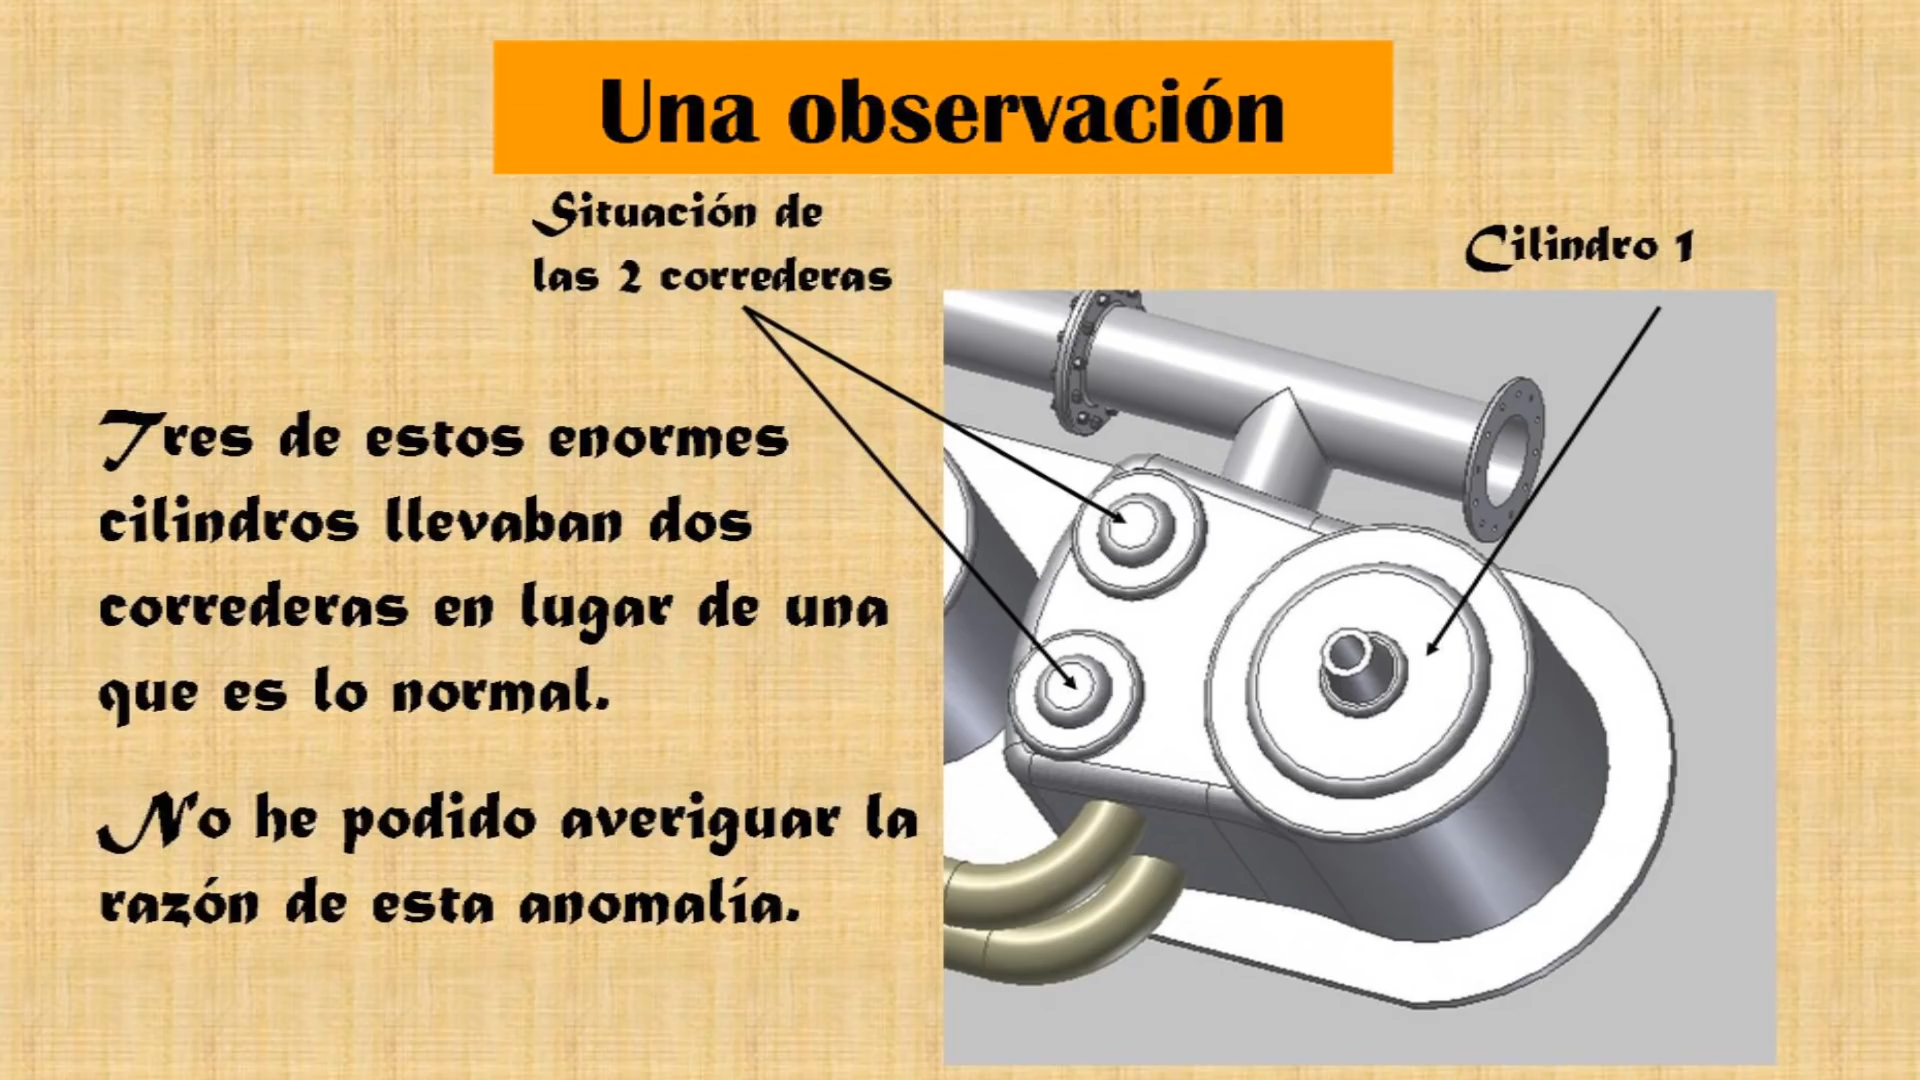 Una observación
Situación de
las 2 correderas
Cilindro 1
Tres de estos enormes
cilindros llevaban dos
correderas en lugar de una
que es lo normal.
No he podido averiguar la
razón de esta anomalía.